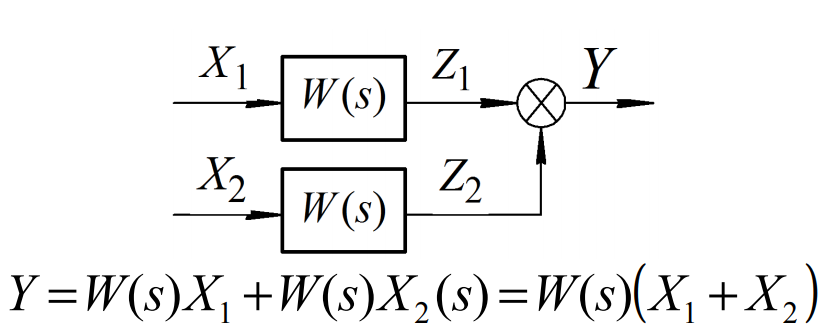 X₁ W(s) Z₁ Y
X₂ W(s) Z₂
Y=W(s)X₁+W(s)X₂(s)=W(s)(X₁+X₂)